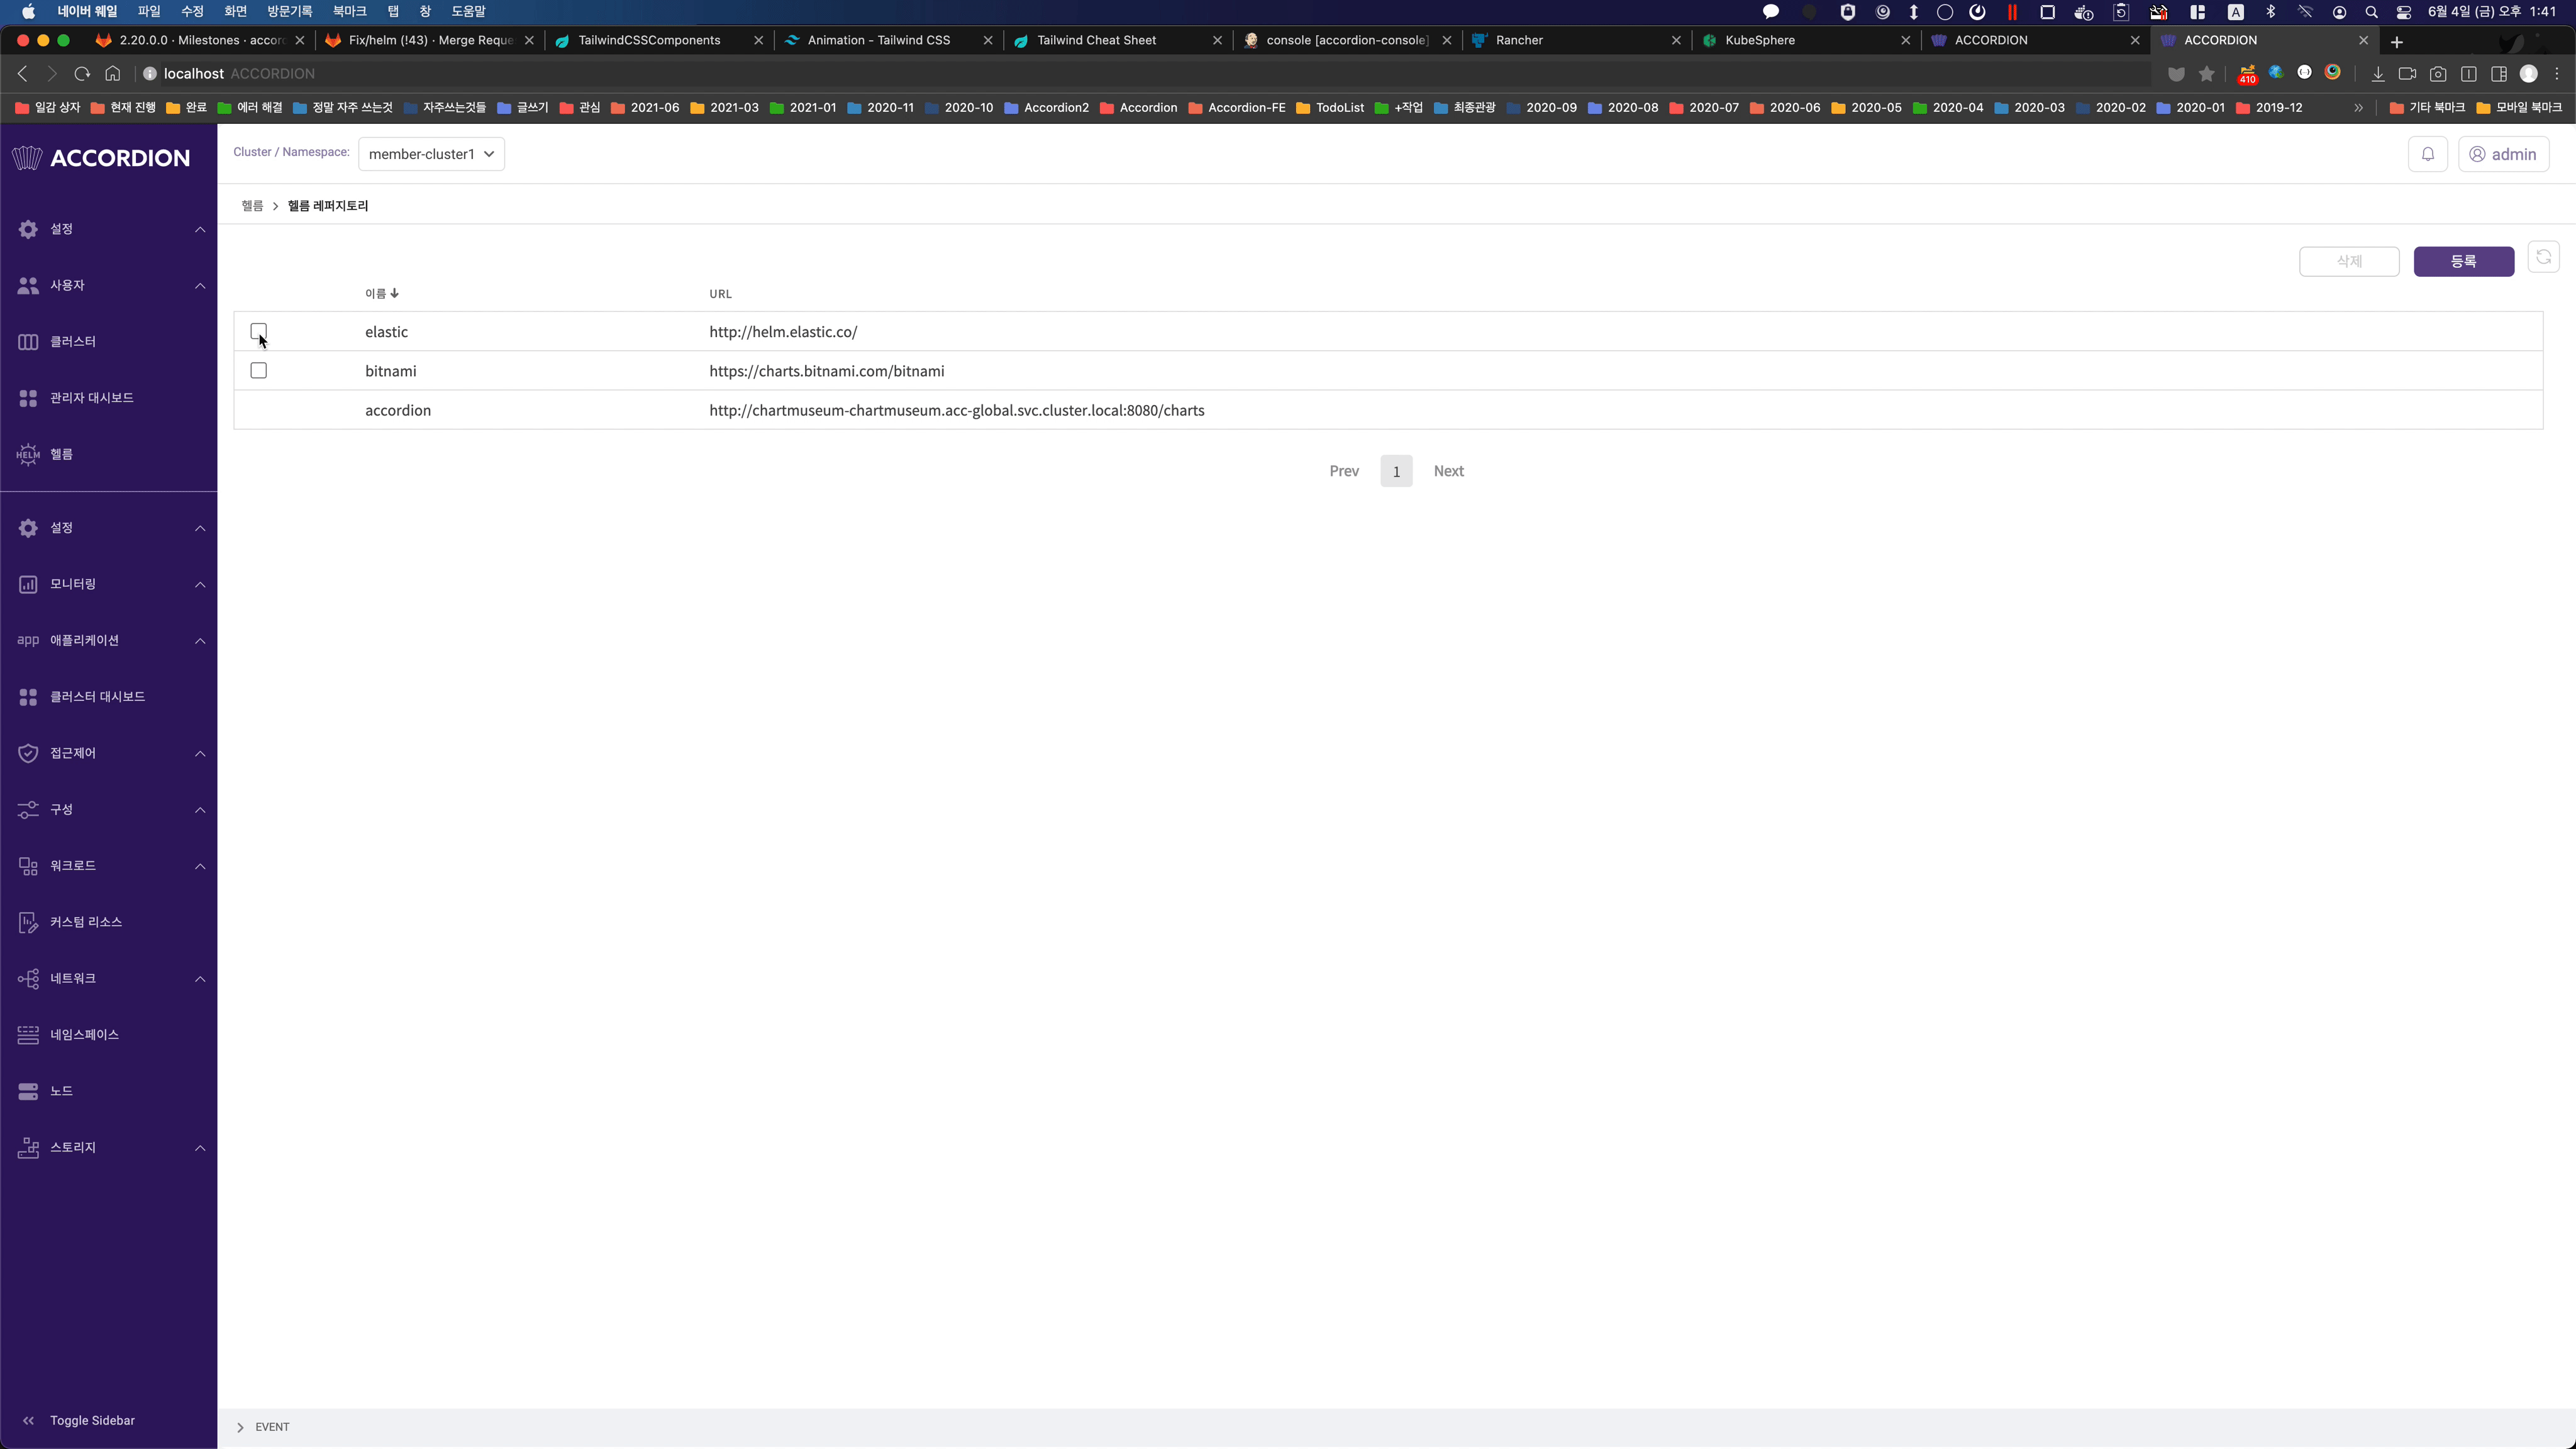 네이버 웨일 파일 수정 화면 방문기록 북마크 탭 창 도움말 A 6월 4일 (금) 오후 1:41
2.20.0.0 · Milestones · accor Fix/helm (!43) · Merge Reque TailwindCSSComponents Animation - Tailwind CSS Tailwind Cheat Sheet console [accordion-console] Rancher KubeSphere ACCORDION ACCORDION
localhost ACCORDION 410
일감 상자 현재 진행 완료 에러 해결 정말 자주 쓰는것 자주쓰는것들 글쓰기 관심 2021-06 2021-03 2021-01 2020-11 2020-10 Accordion2 Accordion Accordion-FE TodoList +작업 최종관광 2020-09 2020-08 2020-07 2020-06 2020-05 2020-04 2020-03 2020-02 2020-01 2019-12 기타 북마크 모바일 북마크
ACCORDION
Cluster / Namespace: member-cluster1
admin
헬름 > 헬름 레퍼지토리
삭제 등록
이름 URL
elastic http://helm.elastic.co/
bitnami https://charts.bitnami.com/bitnami
accordion http://chartmuseum-chartmuseum.acc-global.svc.cluster.local:8080/charts
Prev 1 Next
설정
사용자
클러스터
관리자 대시보드
HELM 헬름
설정
모니터링
app 애플리케이션
클러스터 대시보드
접근제어
구성
워크로드
커스텀 리소스
네트워크
네임스페이스
노드
스토리지
Toggle Sidebar
EVENT